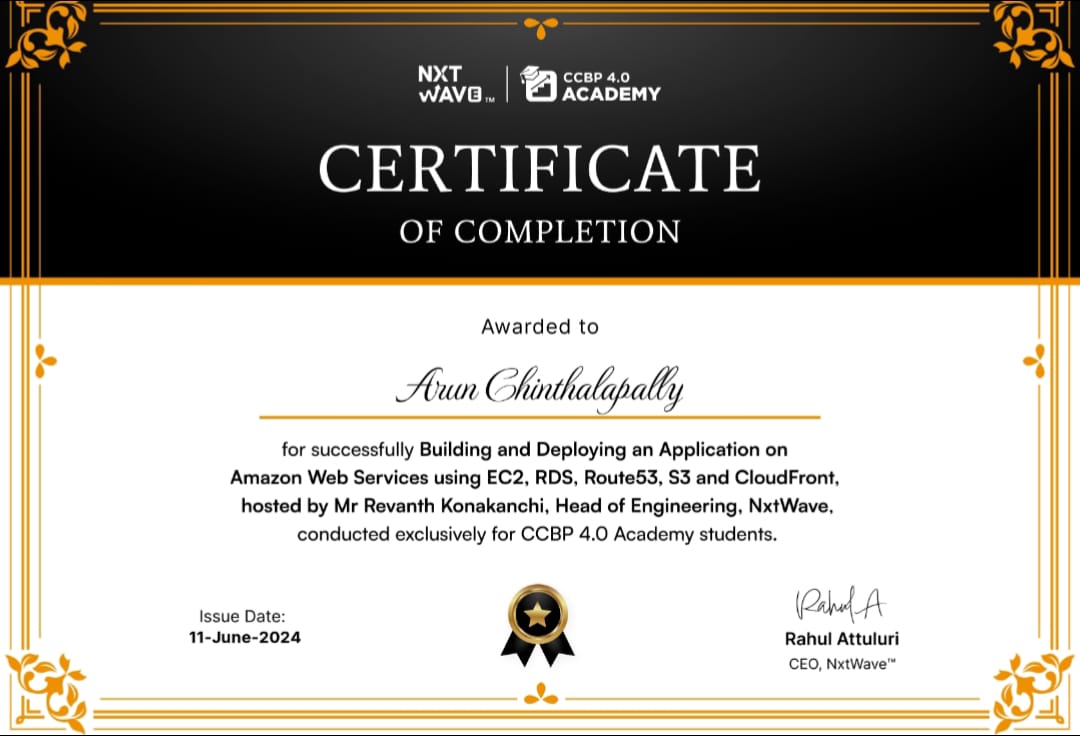 NXT
WAVE™
CCBP 4.0
ACADEMY
CERTIFICATE
OF COMPLETION
Awarded to
Arun Chinthalapally
for successfully Building and Deploying an Application on
Amazon Web Services using EC2, RDS, Route53, S3 and CloudFront,
hosted by Mr Revanth Konakanchi, Head of Engineering, NxtWave,
conducted exclusively for CCBP 4.0 Academy students.
Issue Date:
11-June-2024
Rahul A
Rahul Attuluri
CEO, NxtWave™